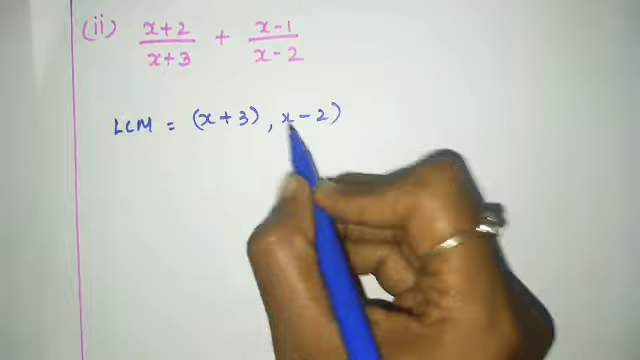 (ii) x+2/x+3 + x-1/x-2
LCM = (x+3), x-2)